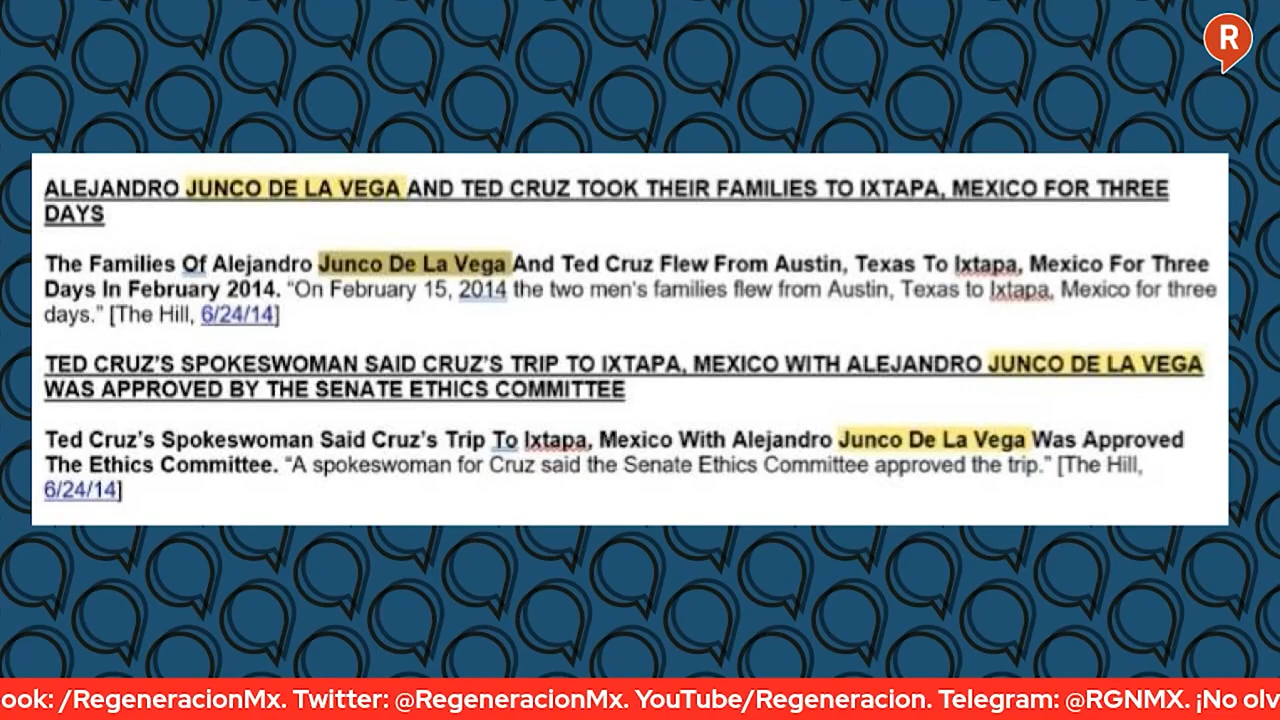 R
ALEJANDRO JUNCO DE LA VEGA AND TED CRUZ TOOK THEIR FAMILIES TO IXTAPA, MEXICO FOR THREE
DAYS
The Families Of Alejandro Junco De La Vega And Ted Cruz Flew From Austin, Texas To Ixtapa, Mexico For Three
Days In February 2014. “On February 15, 2014 the two men’s families flew from Austin, Texas to Ixtapa, Mexico for three
days.” [The Hill, 6/24/14]
TED CRUZ’S SPOKESWOMAN SAID CRUZ’S TRIP TO IXTAPA, MEXICO WITH ALEJANDRO JUNCO DE LA VEGA
WAS APPROVED BY THE SENATE ETHICS COMMITTEE
Ted Cruz’s Spokeswoman Said Cruz’s Trip To Ixtapa, Mexico With Alejandro Junco De La Vega Was Approved
The Ethics Committee. “A spokeswoman for Cruz said the Senate Ethics Committee approved the trip.” [The Hill,
6/24/14]
ook: /RegeneracionMx. Twitter: @RegeneracionMx. YouTube/Regeneracion. Telegram: @RGNMX. ¡No olv